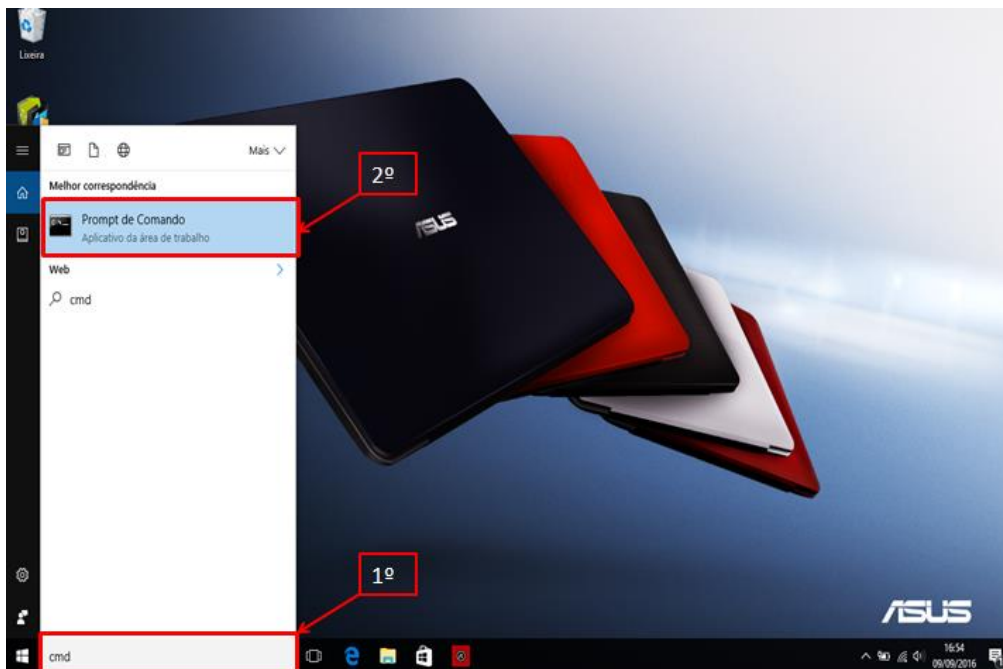 Lixeira
Mais
2º
Melhor correspondência
Prompt de Comando
Aplicativo da área de trabalho
ASUS
Web
cmd
1º
ASUS
cmd
16:54
09/09/2016